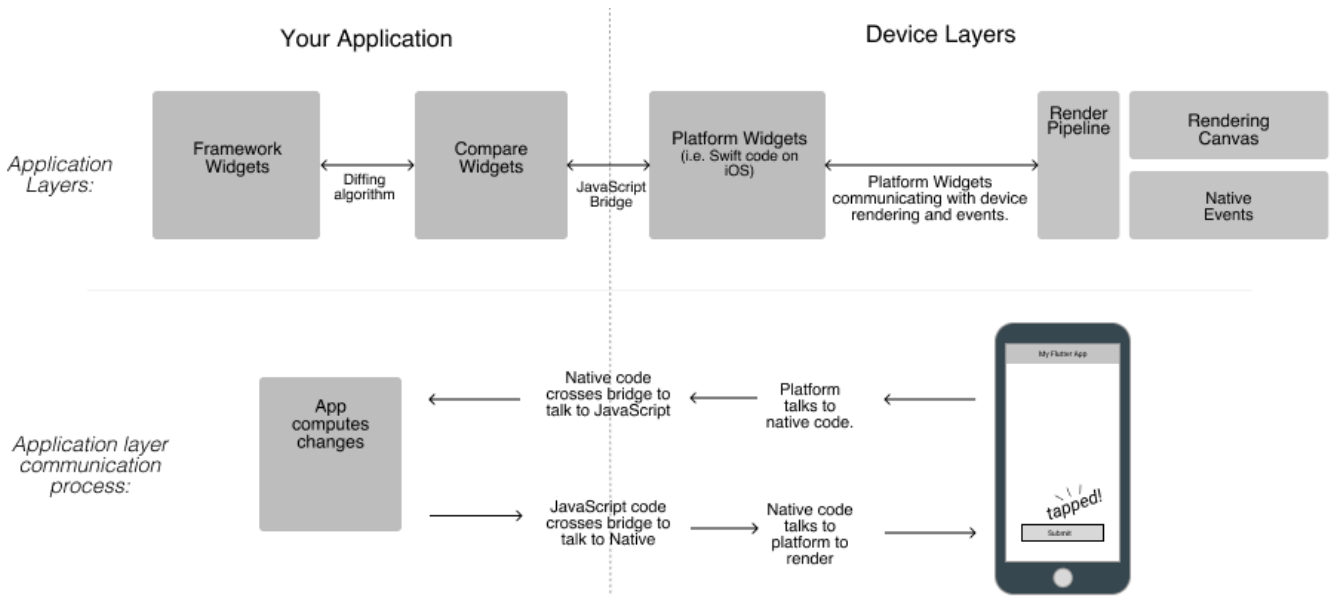 Your Application
Device Layers
Application
Layers:
Framework
Widgets
Diffing
algorithm
Compare
Widgets
JavaScript
Bridge
Platform Widgets
(i.e. Swift code on
iOS)
Platform Widgets
communicating with device
rendering and events.
Render
Pipeline
Rendering
Canvas
Native
Events
Application layer
communication
process:
App
computes
changes
Native code
crosses bridge to
talk to JavaScript
Platform
talks to
native code.
JavaScript code
crosses bridge to
talk to Native
Native code
talks to
platform to
render
My Flutter App
tapped!
Submit